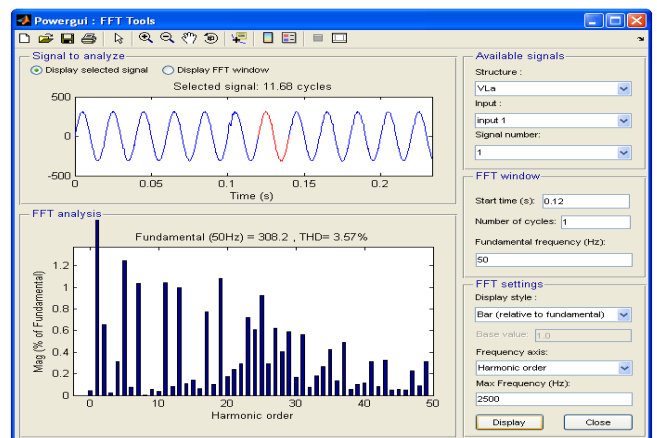 Powergui : FFT Tools
Signal to analyze
Display selected signal
Display FFT window
Selected signal: 11.68 cycles
500
0
-500
0
0.05
0.1
0.15
0.2
Time (s)
FFT analysis
Fundamental (50Hz) = 308.2 , THD= 3.57%
1.2
1
0.8
0.6
0.4
0.2
0
Mag (% of Fundamental)
0
10
20
30
40
50
Harmonic order
Available signals
Structure :
VLa
Input :
input 1
Signal number:
1
FFT window
Start time (s): 0.12
Number of cycles: 1
Fundamental frequency (Hz):
50
FFT settings
Display style :
Bar (relative to fundamental)
Base value: 1.0
Frequency axis:
Harmonic order
Max Frequency (Hz):
2500
Display
Close